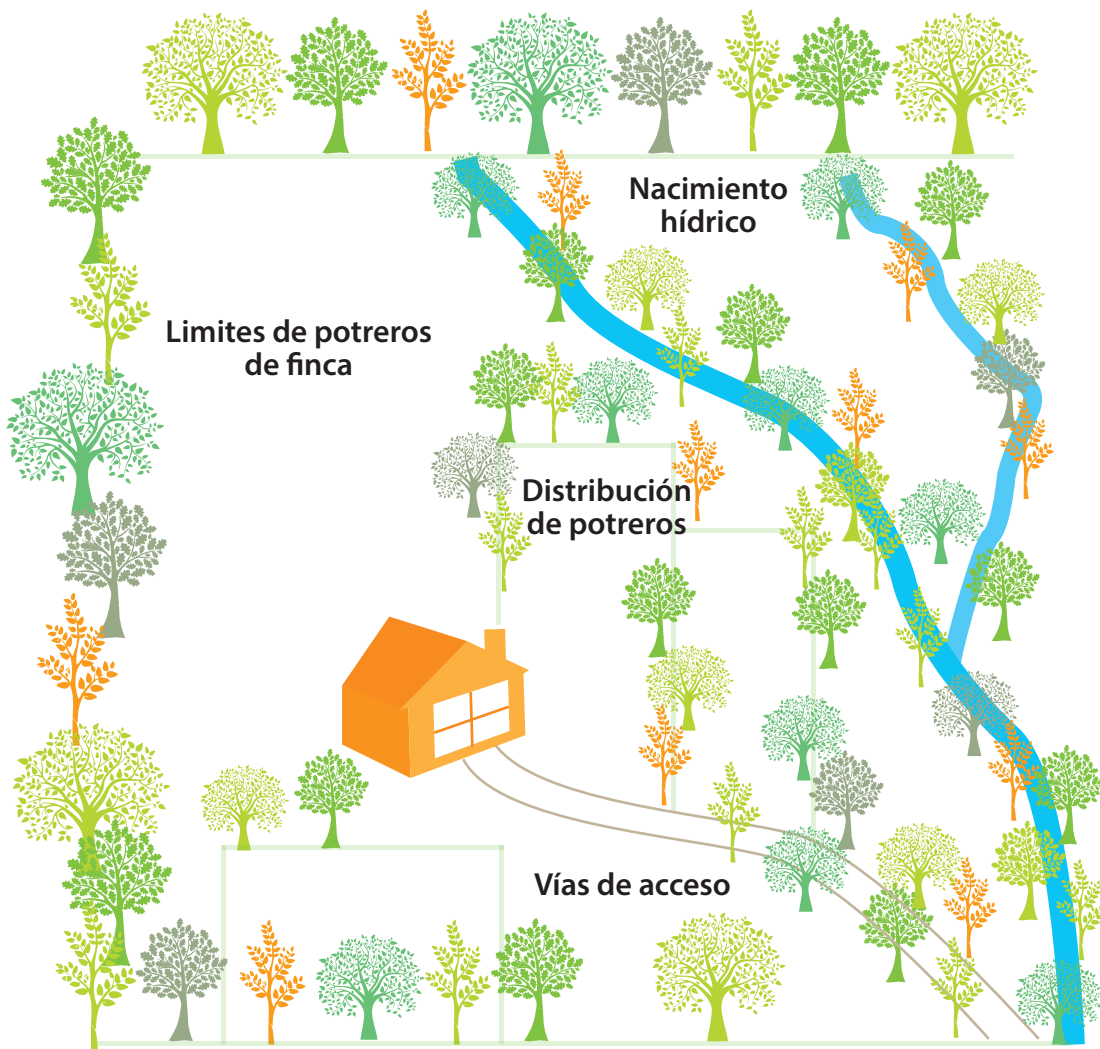 Nacimiento
hídrico
Limites de potreros
de finca
Distribución
de potreros
Vías de acceso